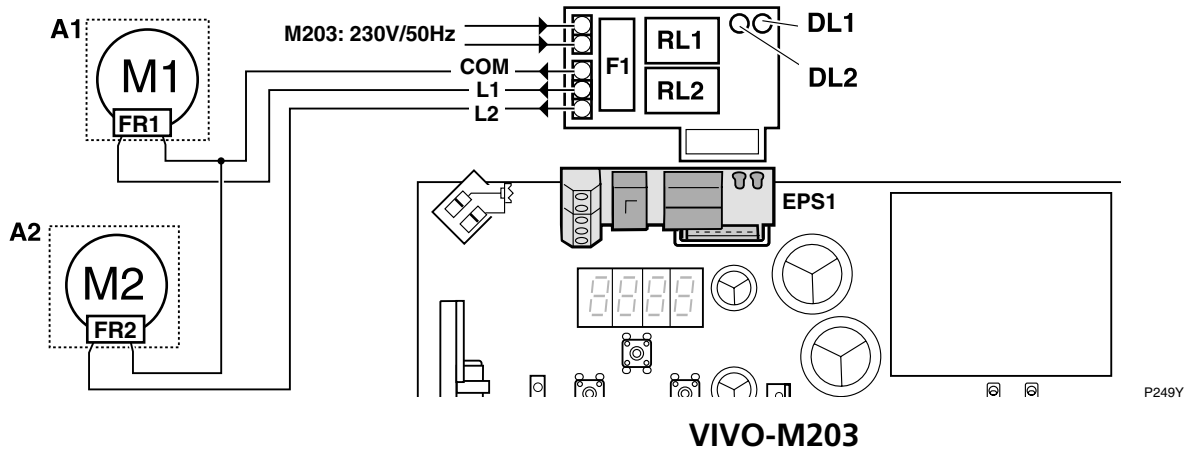 A1
M1
FR1
A2
M2
FR2
M203: 230V/50Hz
COM
L1
L2
F1
RL1
RL2
DL1
DL2
EPS1
P249Y
VIVO-M203